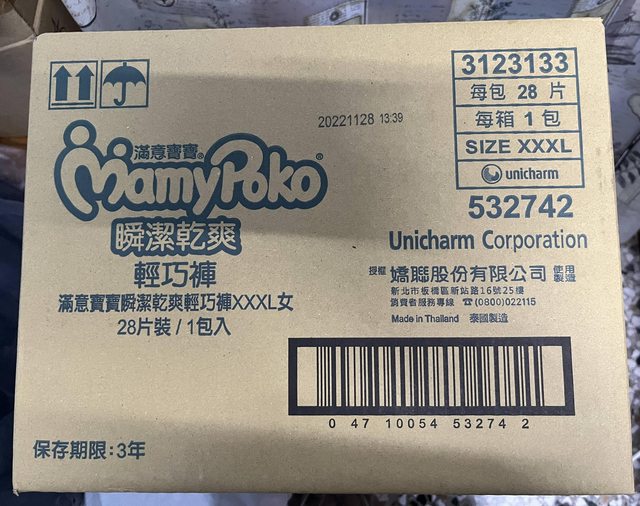 3123133
每包 28 片
每箱 1 包
SIZE XXXL
unicharm
532742
20221128 13:39
滿意寶寶®
MamyPoko®
瞬潔乾爽
輕巧褲
滿意寶寶瞬潔乾爽輕巧褲XXXL女
28片裝 / 1包入
Unicharm Corporation
授權 嬌聯股份有限公司 使用製造
新北市板橋區新站路16號25樓
消費者服務專線 ☎(0800)022115
Made in Thailand 泰國製造
0 47 10054 53274 2
保存期限:3年